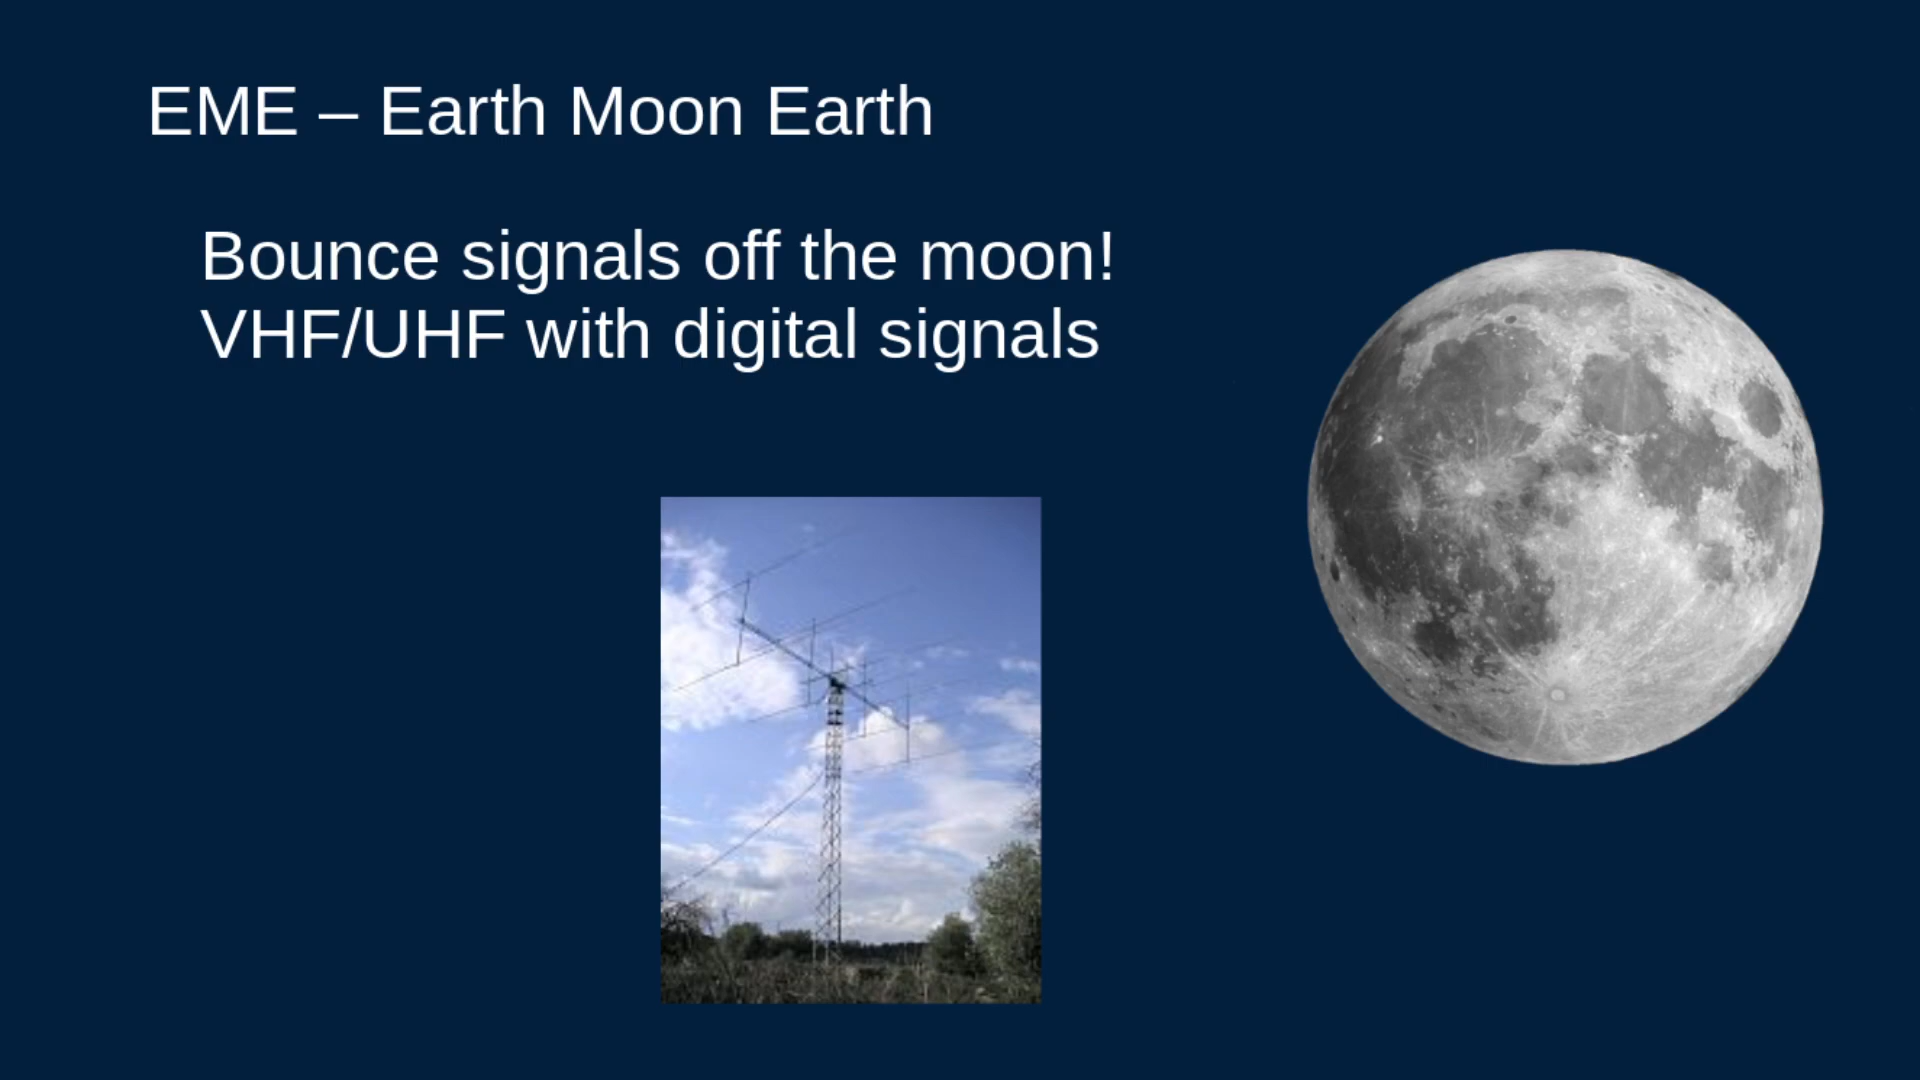 EME – Earth Moon Earth
Bounce signals off the moon!
VHF/UHF with digital signals